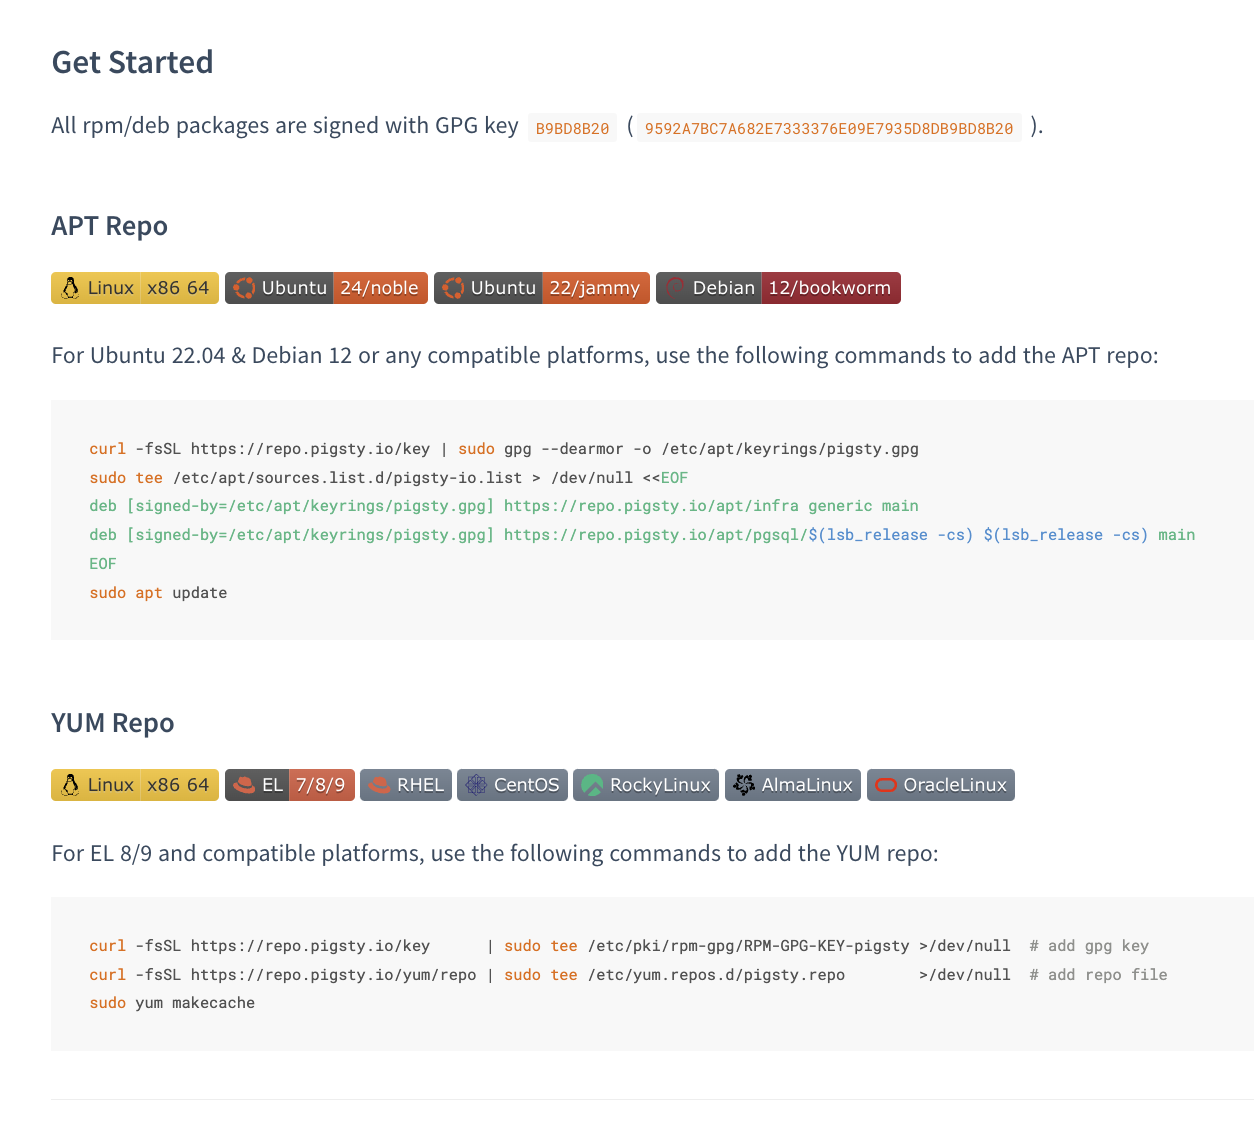 Get Started
All rpm/deb packages are signed with GPG key B9BD8B20 ( 9592A7BC7A682E7333376E09E7935D8DB9BD8B20 ).
APT Repo
Linux x86 64 Ubuntu 24/noble Ubuntu 22/jammy Debian 12/bookworm
For Ubuntu 22.04 & Debian 12 or any compatible platforms, use the following commands to add the APT repo:
curl -fsSL https://repo.pigsty.io/key | sudo gpg --dearmor -o /etc/apt/keyrings/pigsty.gpg
sudo tee /etc/apt/sources.list.d/pigsty-io.list > /dev/null <<EOF
deb [signed-by=/etc/apt/keyrings/pigsty.gpg] https://repo.pigsty.io/apt/infra generic main
deb [signed-by=/etc/apt/keyrings/pigsty.gpg] https://repo.pigsty.io/apt/pgsql/$(lsb_release -cs) $(lsb_release -cs) main
EOF
sudo apt update
YUM Repo
Linux x86 64 EL 7/8/9 RHEL CentOS RockyLinux AlmaLinux OracleLinux
For EL 8/9 and compatible platforms, use the following commands to add the YUM repo:
curl -fsSL https://repo.pigsty.io/key      | sudo tee /etc/pki/rpm-gpg/RPM-GPG-KEY-pigsty >/dev/null  # add gpg key
curl -fsSL https://repo.pigsty.io/yum/repo | sudo tee /etc/yum.repos.d/pigsty.repo        >/dev/null  # add repo file
sudo yum makecache